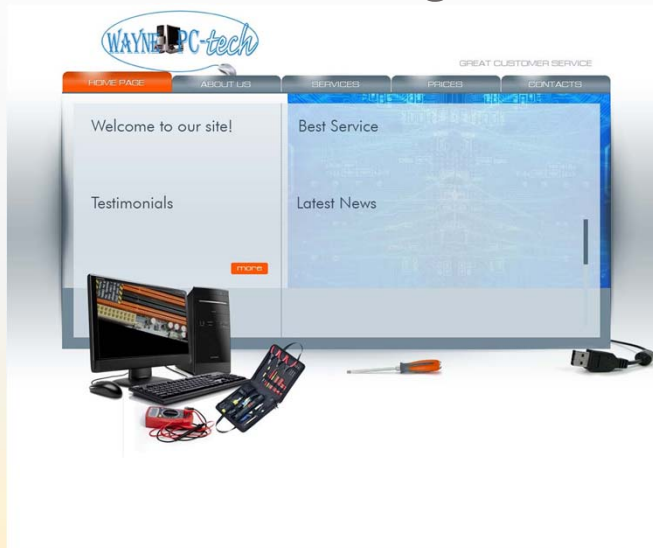 WAYNE PC-tech
GREAT CUSTOMER SERVICE
HOME PAGE ABOUT US SERVICES PRICES CONTACTS
Welcome to our site! Best Service
Testimonials Latest News
more